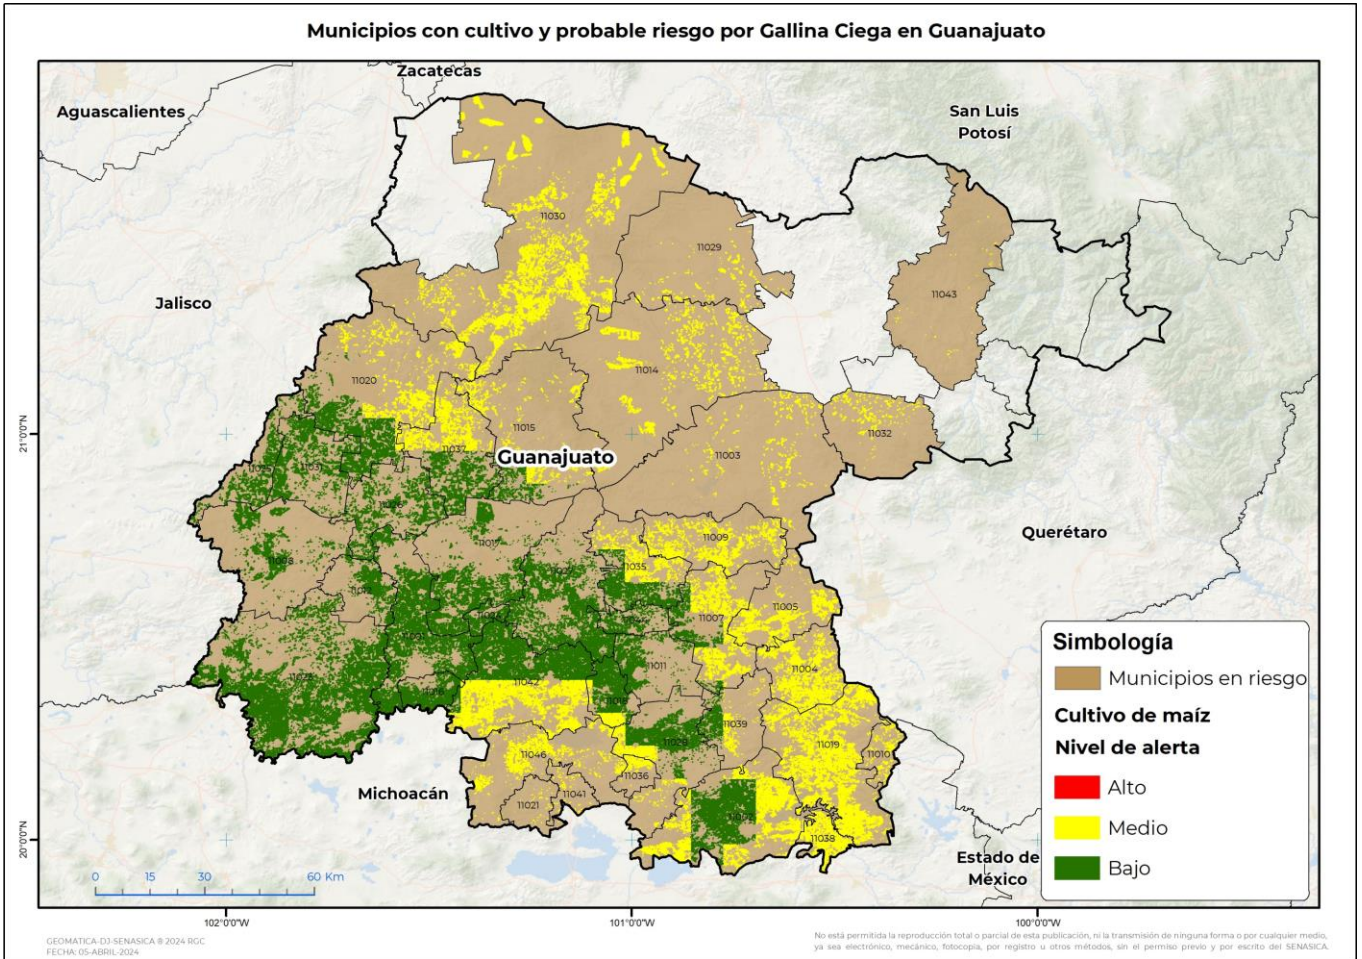 Municipios con cultivo y probable riesgo por Gallina Ciega en Guanajuato
Zacatecas
Aguascalientes
San Luis
Potosí
11030
11029
11043
Jalisco
11014
11020
11015
11032
21°0'0"N
11037
11003
Guanajuato
11031
Querétaro
11017
11009
11035
11005
11007
11011
11004
11042
11018
11039
11019
11010
11046
11036
11041
11021
Michoacán
11038
20°0'0"N
Estado de
México
Simbología
Municipios en riesgo
Cultivo de maíz
Nivel de alerta
Alto
Medio
Bajo
0 15 30 60 Km
102°0'0"W 101°0'0"W 100°0'0"W
GEOMATICA-DJ-SENASICA ® 2024 RGC
FECHA: 05-ABRIL-2024
No está permitida la reproducción total o parcial de esta publicación, ni la transmisión de ninguna forma o por cualquier medio,
ya sea electrónico, mecánico, fotocopia, por registro u otros métodos, sin el permiso previo y por escrito del SENASICA.